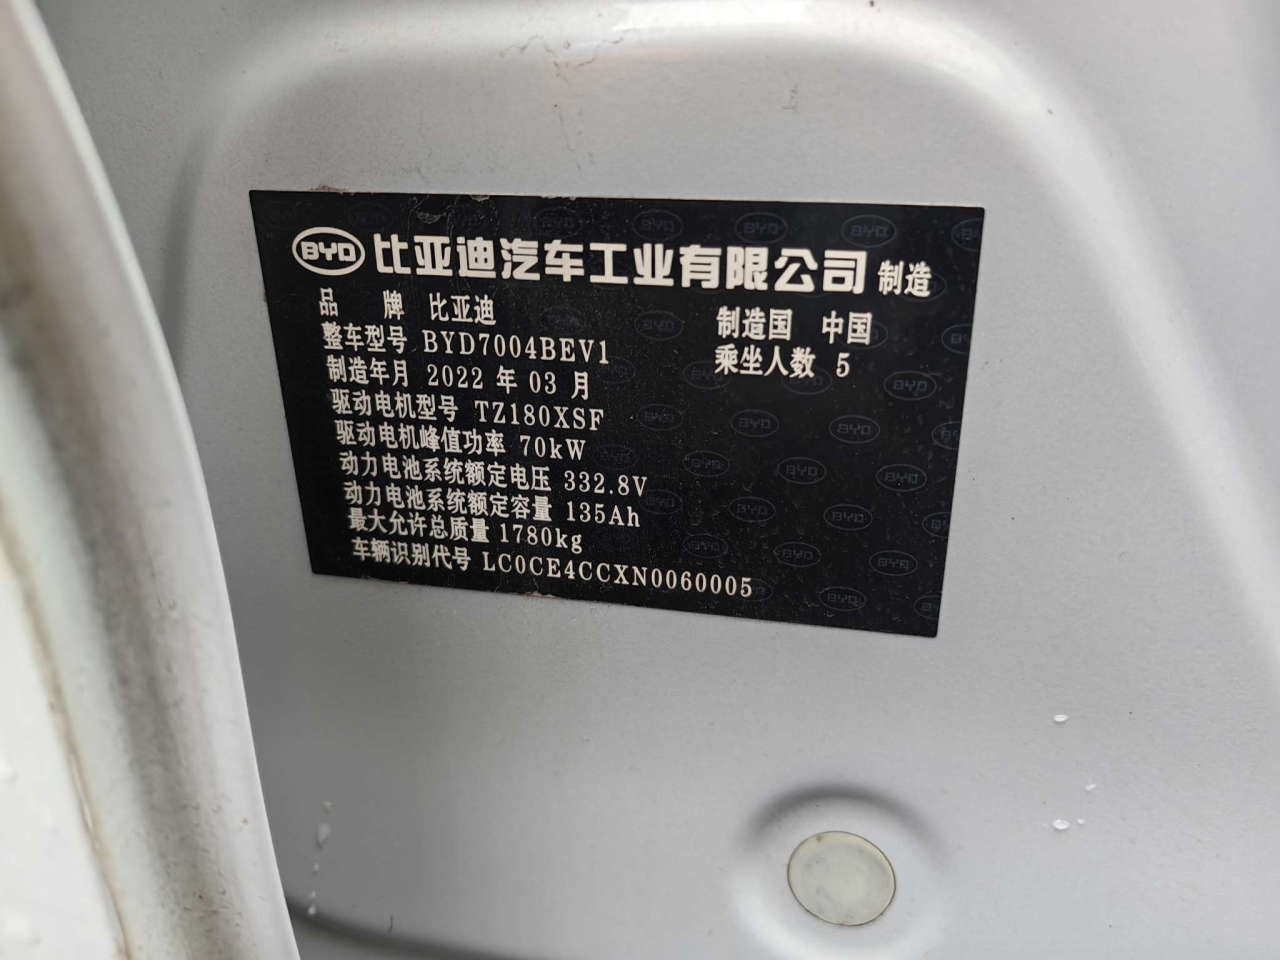 BYD 比亚迪汽车工业有限公司 制造
品 牌 比亚迪
制造国 中国
整车型号 BYD7004BEV1
乘坐人数 5
制造年月 2022 年 03 月
驱动电机型号 TZ180XSF
驱动电机峰值功率 70kW
动力电池系统额定电压 332.8V
动力电池系统额定容量 135Ah
最大允许总质量 1780kg
车辆识别代号 LC0CE4CCXN0060005